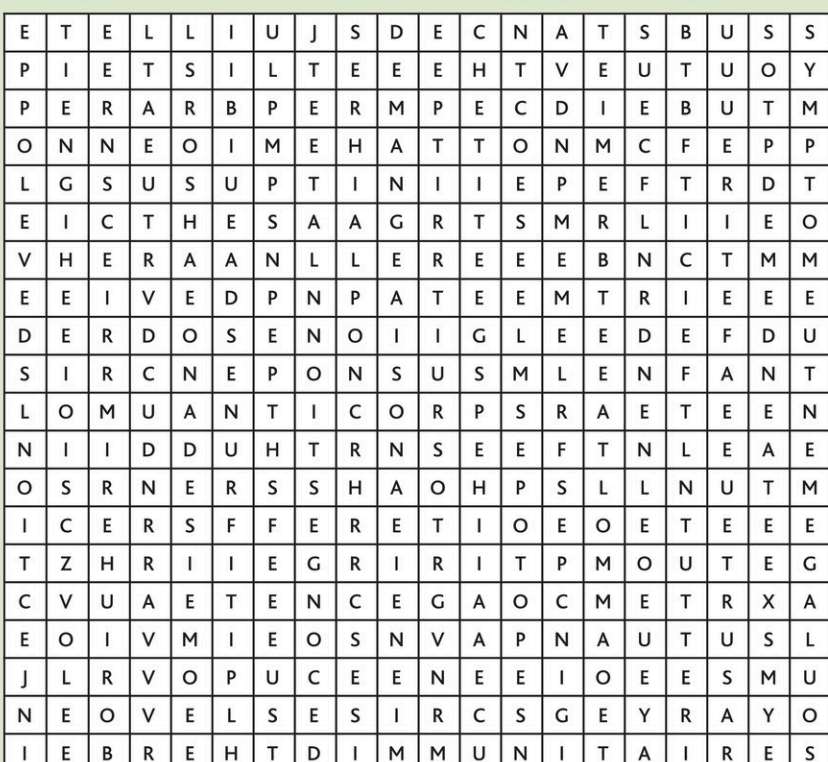 E T E L L I U J S D E C N A T S B U S S
P I E T S I L T E E E H T V E U T U O Y
P E R A R B P E R M P E C D I E B U T M
O N N E O I M E H A T T O N M C F E P P
L G S U S U P T I N I I E P E F T R D T
E I C T H E S A A G R T S M R L I I E O
V H E R A A N L L E R E E E B N C T M M
E E I V E D P N P A T E E M T R I E E E
D E R D O S E N O I I G L E E D E F D U
S I R C N E P O N S U S M L E N F A N T
L O M U A N T I C O R P S R A E T E E N
N I I D D U H T R N S E E F T N L E A E
O S R N E R S S H A O H P S L L N U T M
I C E R S F F E R E T I O E O E T E E E
T Z H R I I E G R I R I T P M O U T E G
C V U A E T E N C E G A O C M E T R X A
E O I V M I E O S N V A P N A U T U S L
J L R V O P U C E E N E E I O E E S M U
N E O V E L S E S I R C S G E Y R A Y O
I E B R E H T D I M M U N I T A I R E S